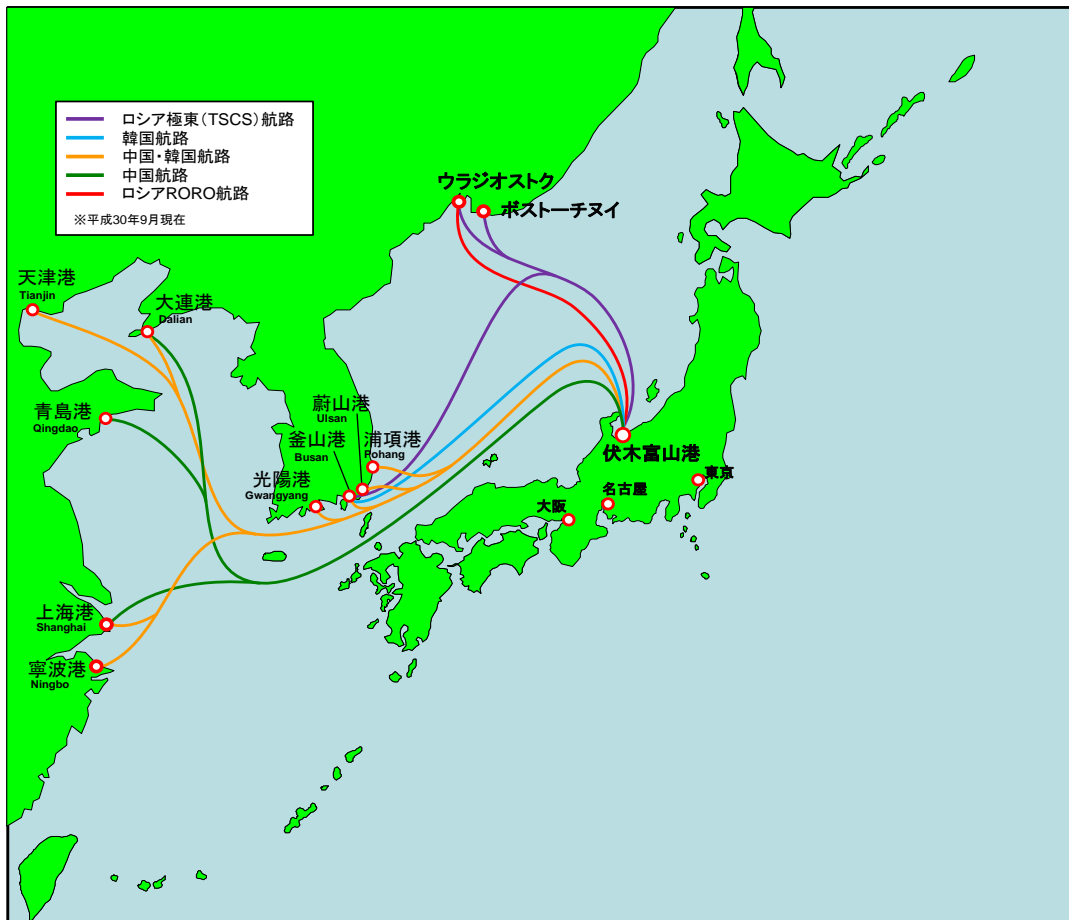 ロシア極東(TSCS)航路
韓国航路
中国・韓国航路
中国航路
ロシアRORO航路
※平成30年9月現在
ウラジオストク
ボストーチヌイ
天津港
Tianjin
大連港
Dalian
青島港
Qingdao
蔚山港
Ulsan
釜山港
Busan
浦項港
Pohang
光陽港
Gwangyang
伏木富山港
東京
名古屋
大阪
上海港
Shanghai
寧波港
Ningbo